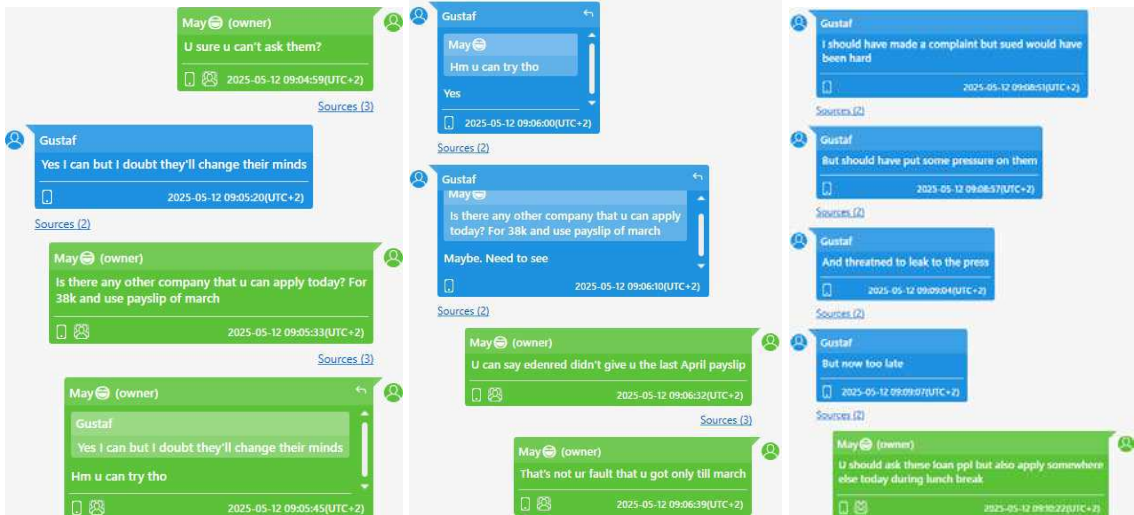 May😁 (owner)
U sure u can't ask them?
2025-05-12 09:04:59(UTC+2)
Sources (3)
Gustaf
Yes I can but I doubt they'll change their minds
2025-05-12 09:05:20(UTC+2)
Sources (2)
May😁 (owner)
Is there any other company that u can apply today? For
38k and use payslip of march
2025-05-12 09:05:33(UTC+2)
Sources (3)
May😁 (owner)
Gustaf
Yes I can but I doubt they'll change their minds
Hm u can try tho
2025-05-12 09:05:45(UTC+2)
Gustaf
May😁
Hm u can try tho
Yes
2025-05-12 09:06:00(UTC+2)
Sources (2)
Gustaf
May😁
Is there any other company that u can apply
today? For 38k and use payslip of march
Maybe. Need to see
2025-05-12 09:06:10(UTC+2)
Sources (2)
May😁 (owner)
U can say edenred didn't give u the last April payslip
2025-05-12 09:06:32(UTC+2)
Sources (3)
May😁 (owner)
That's not ur fault that u got only till march
2025-05-12 09:06:39(UTC+2)
Gustaf
I should have made a complaint but sued would have
been hard
2025-05-12 09:08:51(UTC+2)
Sources (2)
Gustaf
But should have put some pressure on them
2025-05-12 09:08:57(UTC+2)
Sources (2)
Gustaf
And threatned to leak to the press
2025-05-12 09:09:04(UTC+2)
Sources (2)
Gustaf
But now too late
2025-05-12 09:09:07(UTC+2)
Sources (2)
May😁 (owner)
U should ask these loan ppl but also apply somewhere
else today during lunch break
2025-05-12 09:10:22(UTC+2)